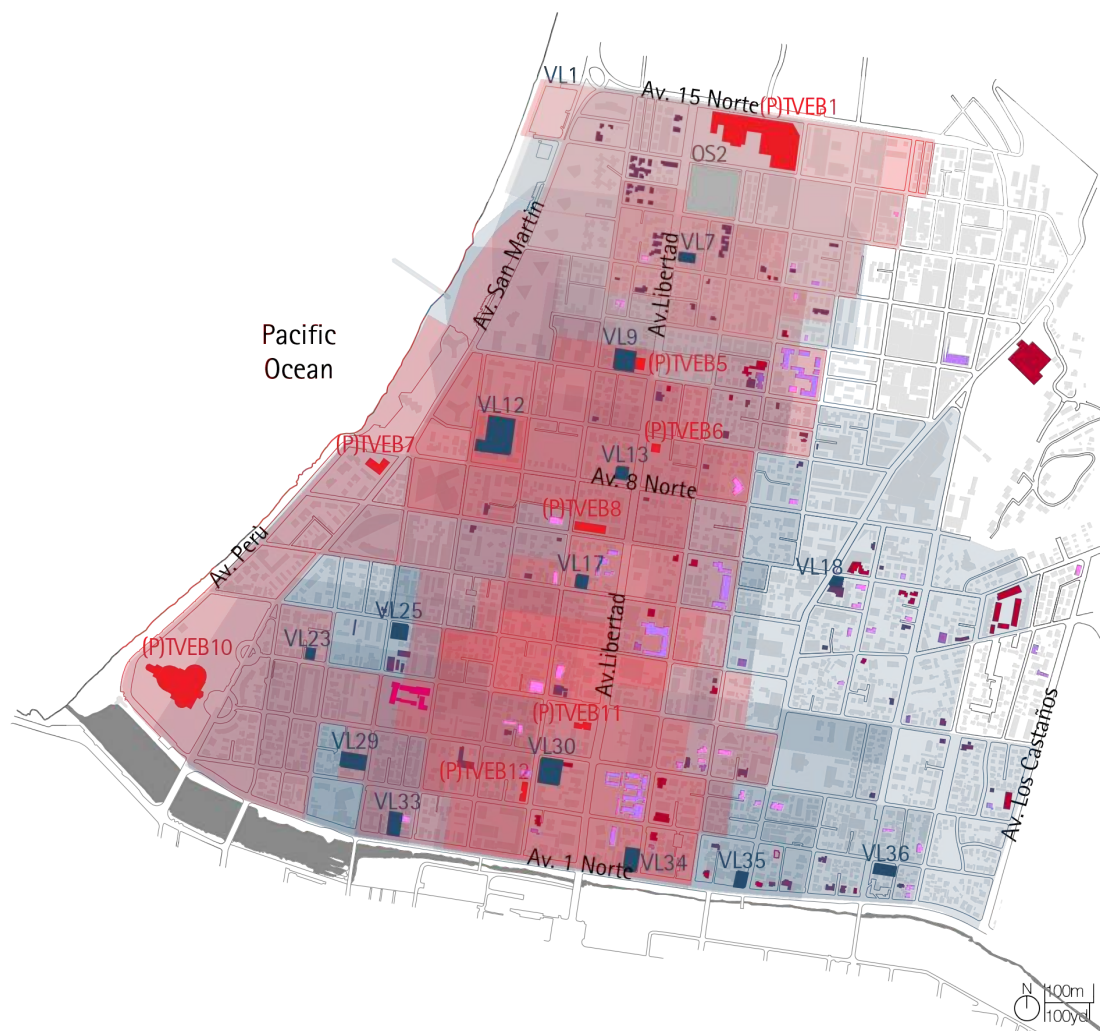 VL1
Av. 15 Norte
(P)TVEB1
OS2
Av. San Martin
Av.Libertad
VL7
Pacific
Ocean
VL9
(P)TVEB5
VL12
(P)TVEB6
(P)TVEB7
VL13
Av. 8 Norte
(P)TVEB8
Av. Perù
VL17
VL18
VL25
Av.Libertad
VL23
(P)TVEB10
(P)TVEB11
VL29
VL30
(P)TVEB12
Av. Los Castaños
VL33
Av. 1 Norte
VL34
VL35
VL36
N
100m
100yd